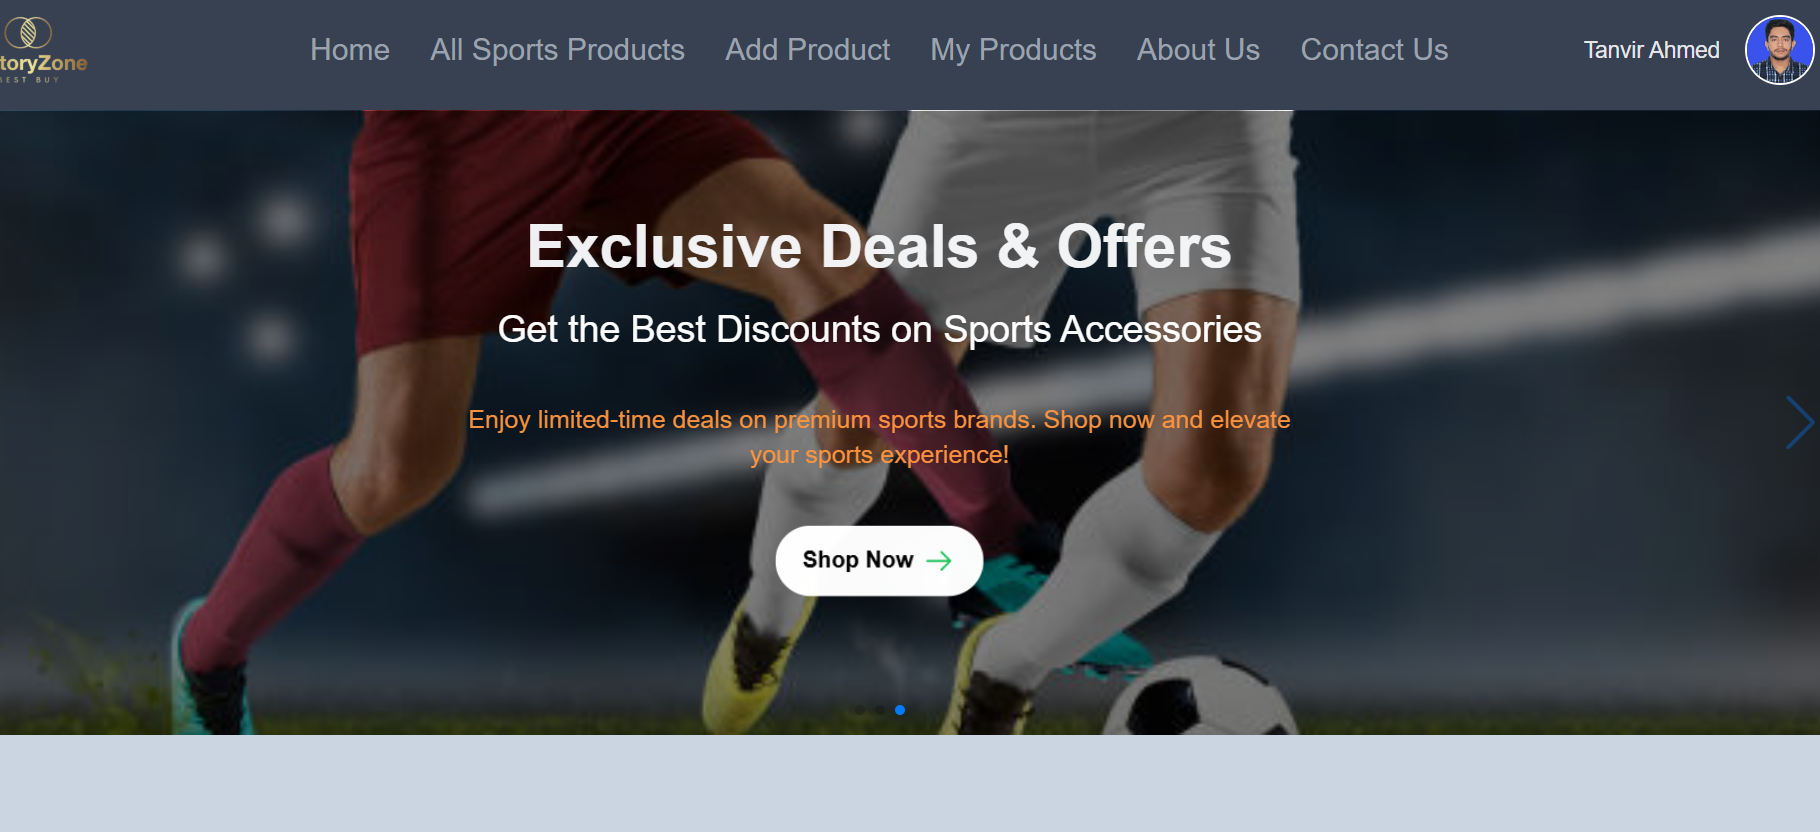 toryZone
BEST BUY
Home
All Sports Products
Add Product
My Products
About Us
Contact Us
Tanvir Ahmed
Exclusive Deals & Offers
Get the Best Discounts on Sports Accessories
Enjoy limited-time deals on premium sports brands. Shop now and elevate
your sports experience!
Shop Now